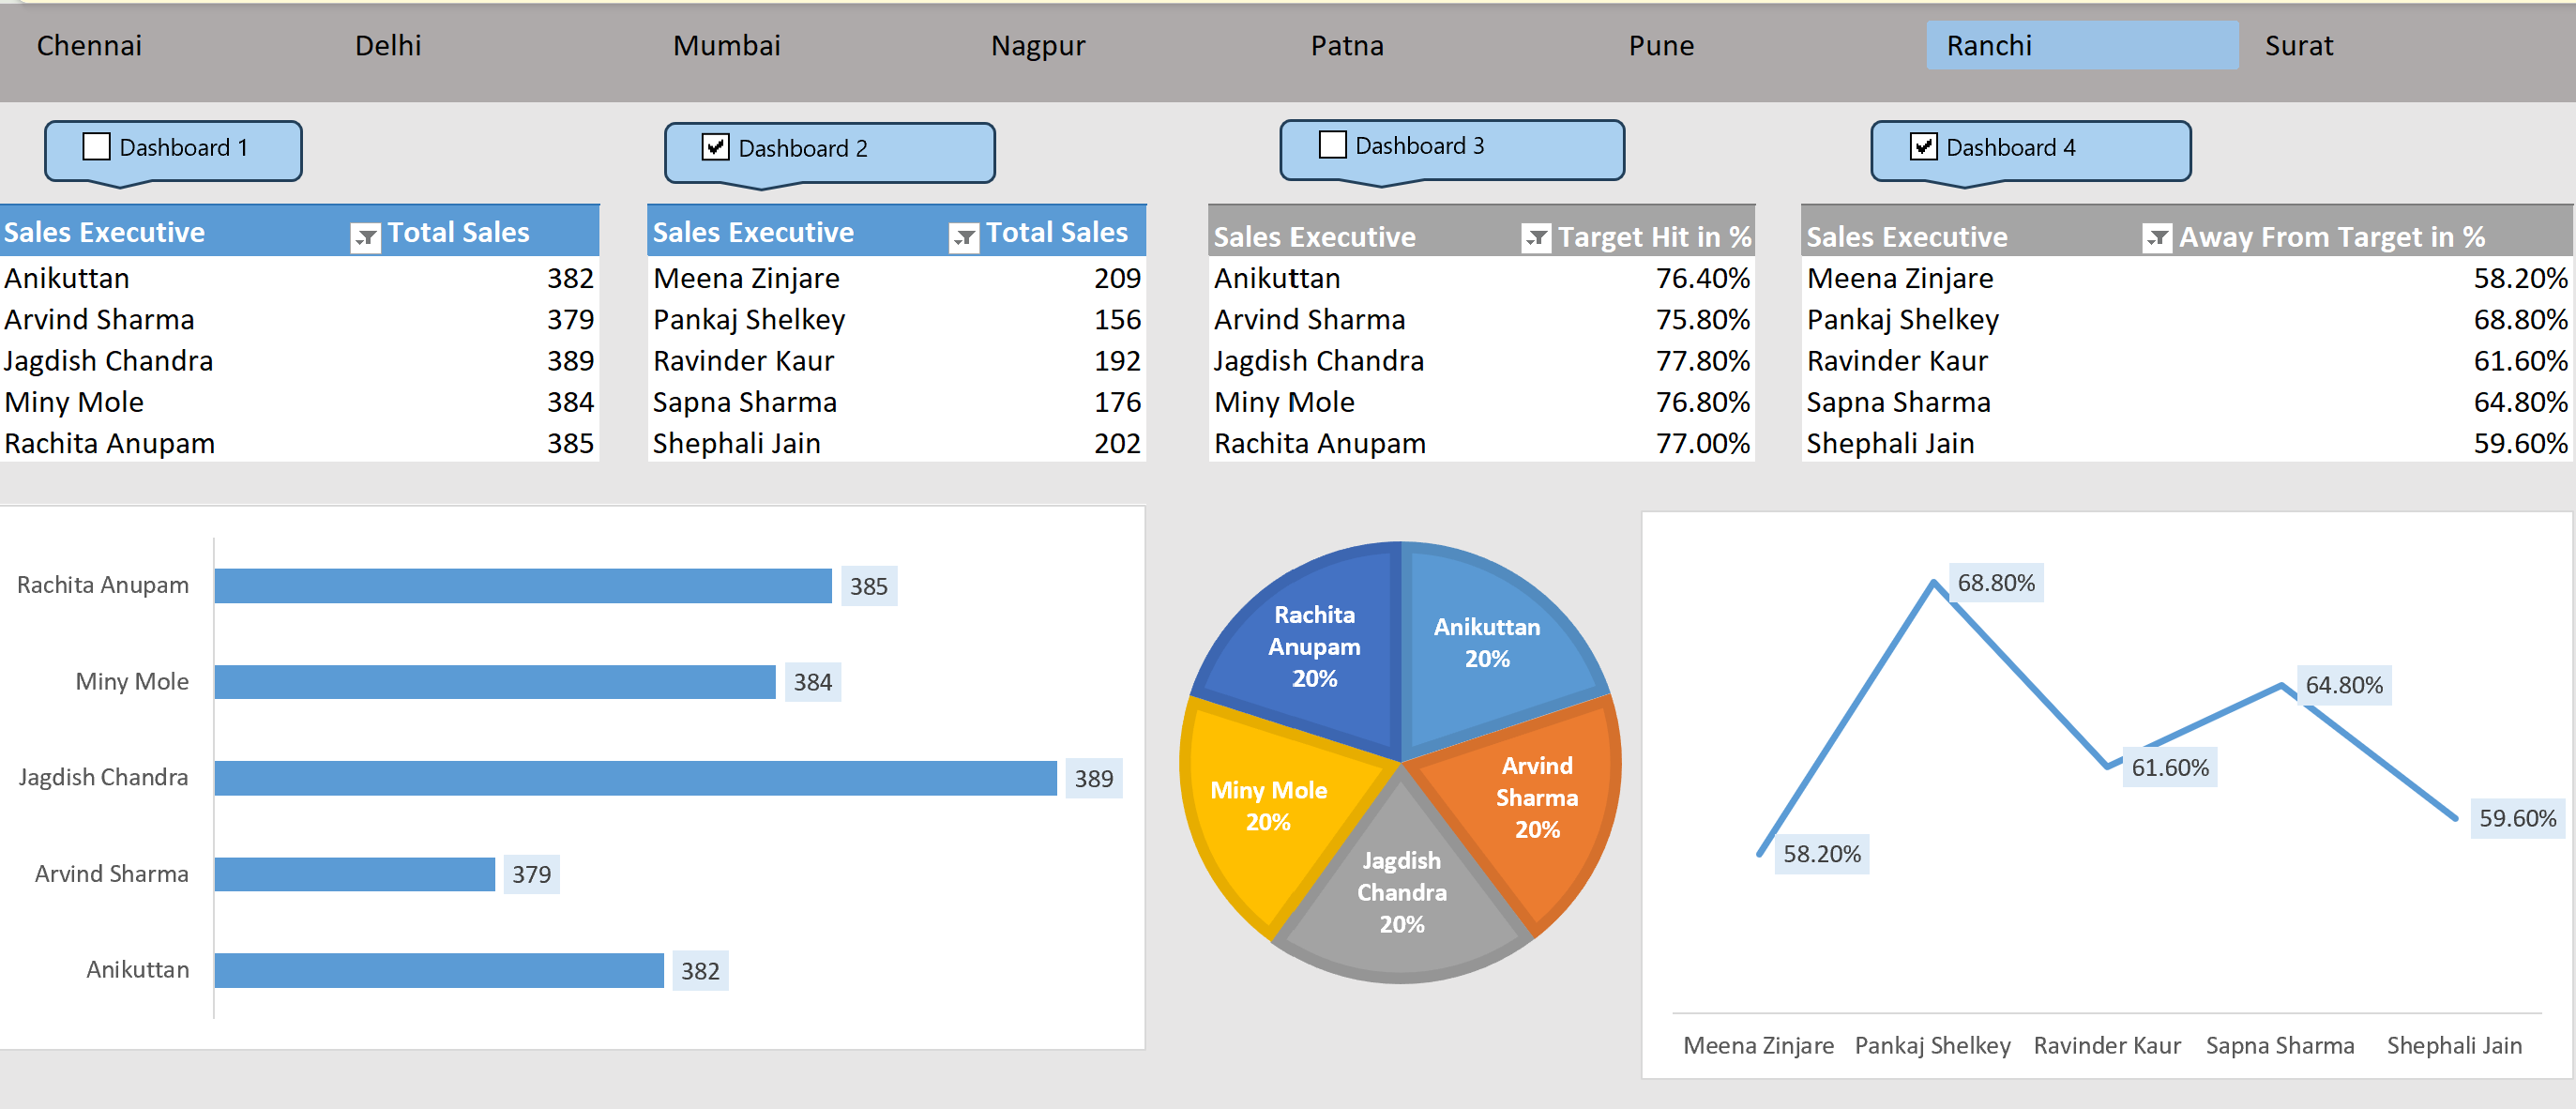 Chennai Delhi Mumbai Nagpur Patna Pune Ranchi Surat
Dashboard 1 Dashboard 2 Dashboard 3 Dashboard 4
Sales Executive Total Sales
Anikuttan 382
Arvind Sharma 379
Jagdish Chandra 389
Miny Mole 384
Rachita Anupam 385
Sales Executive Total Sales
Meena Zinjare 209
Pankaj Shelkey 156
Ravinder Kaur 192
Sapna Sharma 176
Shephali Jain 202
Sales Executive Target Hit in %
Anikuttan 76.40%
Arvind Sharma 75.80%
Jagdish Chandra 77.80%
Miny Mole 76.80%
Rachita Anupam 77.00%
Sales Executive Away From Target in %
Meena Zinjare 58.20%
Pankaj Shelkey 68.80%
Ravinder Kaur 61.60%
Sapna Sharma 64.80%
Shephali Jain 59.60%
Rachita Anupam 385
Miny Mole 384
Jagdish Chandra 389
Arvind Sharma 379
Anikuttan 382
Rachita
Anupam
20%
Anikuttan
20%
Arvind
Sharma
20%
Miny Mole
20%
Jagdish
Chandra
20%
68.80%
64.80%
61.60%
59.60%
58.20%
Meena Zinjare Pankaj Shelkey Ravinder Kaur Sapna Sharma Shephali Jain